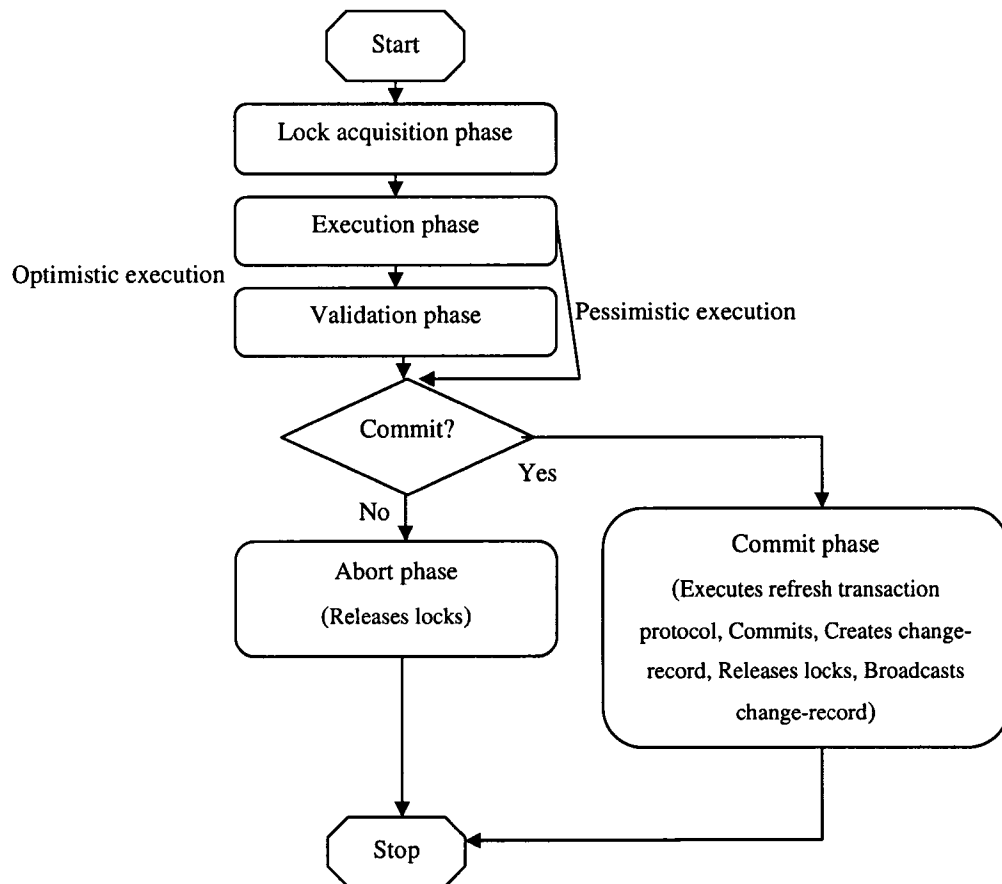 Start
Lock acquisition phase
Execution phase
Optimistic execution
Validation phase
Pessimistic execution
Commit?
Yes
No
Abort phase
(Releases locks)
Commit phase
(Executes refresh transaction
protocol, Commits, Creates change-
record, Releases locks, Broadcasts
change-record)
Stop